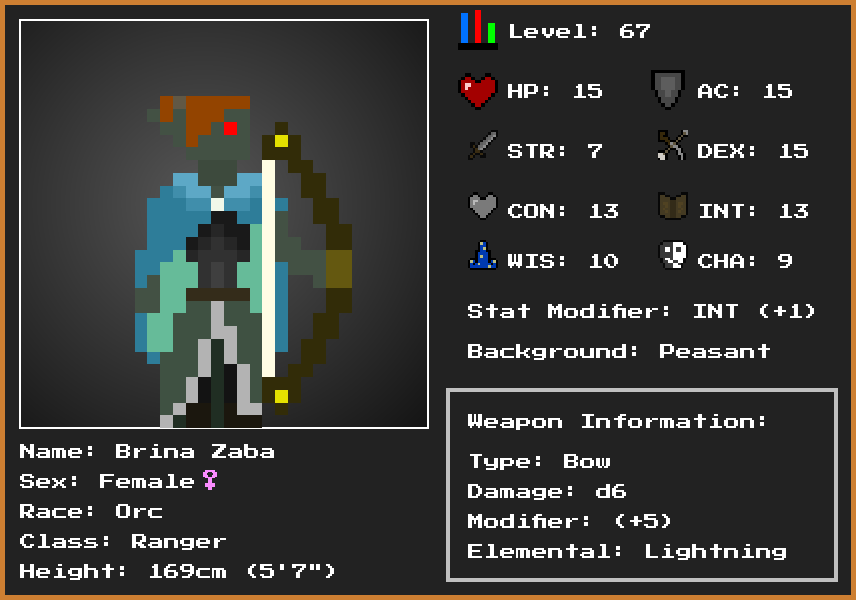 Level: 67
HP: 15
AC: 15
STR: 7
DEX: 15
CON: 13
INT: 13
WIS: 10
CHA: 9
Stat Modifier: INT (+1)
Background: Peasant
Weapon Information:
Type: Bow
Damage: d6
Modifier: (+5)
Elemental: Lightning
Name: Brina Zaba
Sex: Female♀
Race: Orc
Class: Ranger
Height: 169cm (5'7")